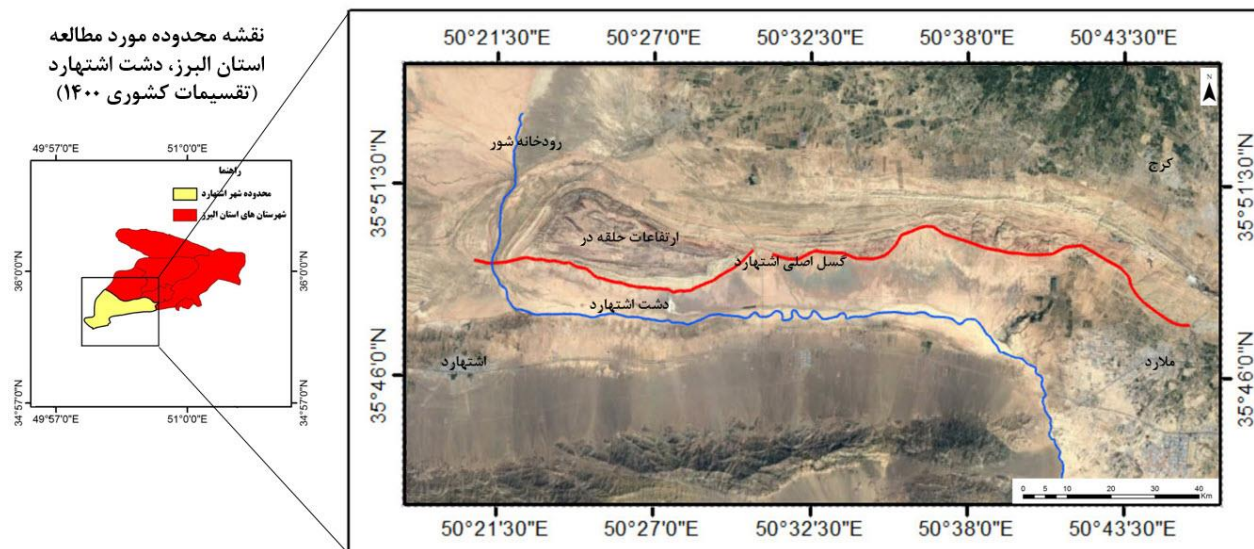 نقشه محدوده مورد مطالعه
استان البرز، دشت اشتهارد
(تقسیمات کشوری ۱۴۰۰)
49°57'0"E 51°0'0"E
راهنما
محدوده شهر اشتهارد
شهرستان های استان البرز
36°0'0"N 36°0'0"N
34°57'0"N 34°57'0"N
49°57'0"E 51°0'0"E
50°21'30"E 50°27'0"E 50°32'30"E 50°38'0"E 50°43'30"E
N
رودخانه شور
کرج
35°51'30"N 35°51'30"N
ارتفاعات حلقه در
گسل اصلی اشتهارد
دشت اشتهارد
اشتهارد
ملارد
35°46'0"N 35°46'0"N
0 5 10 20 30 40
Km
50°21'30"E 50°27'0"E 50°32'30"E 50°38'0"E 50°43'30"E